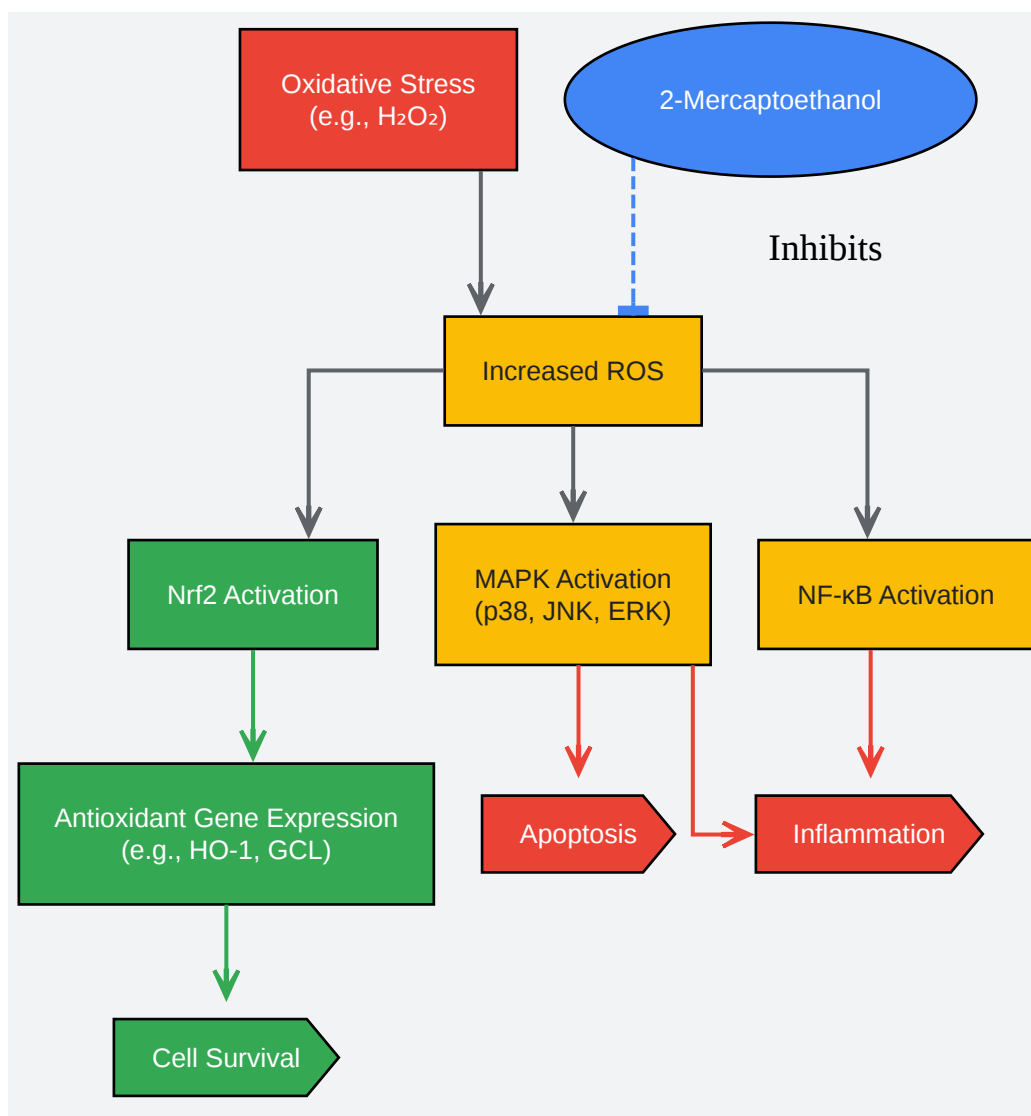 Oxidative Stress
(e.g., H₂O₂)
2-Mercaptoethanol
Inhibits
Increased ROS
Nrf2 Activation
MAPK Activation
(p38, JNK, ERK)
NF-κB Activation
Antioxidant Gene Expression
(e.g., HO-1, GCL)
Apoptosis
Inflammation
Cell Survival